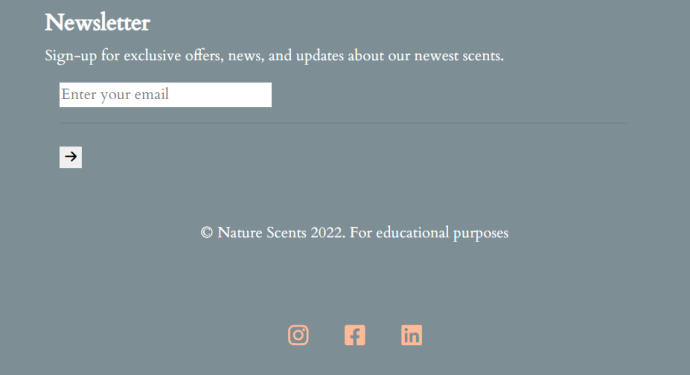 Newsletter
Sign-up for exclusive offers, news, and updates about our newest scents.
Enter your email
© Nature Scents 2022. For educational purposes